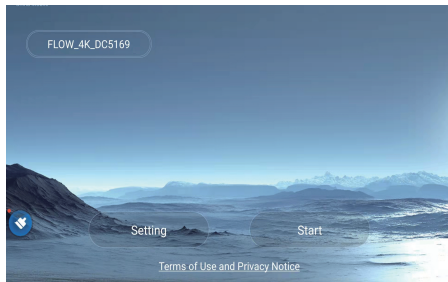 FLOW_4K_DC5169
Setting
Start
Terms of Use and Privacy Notice